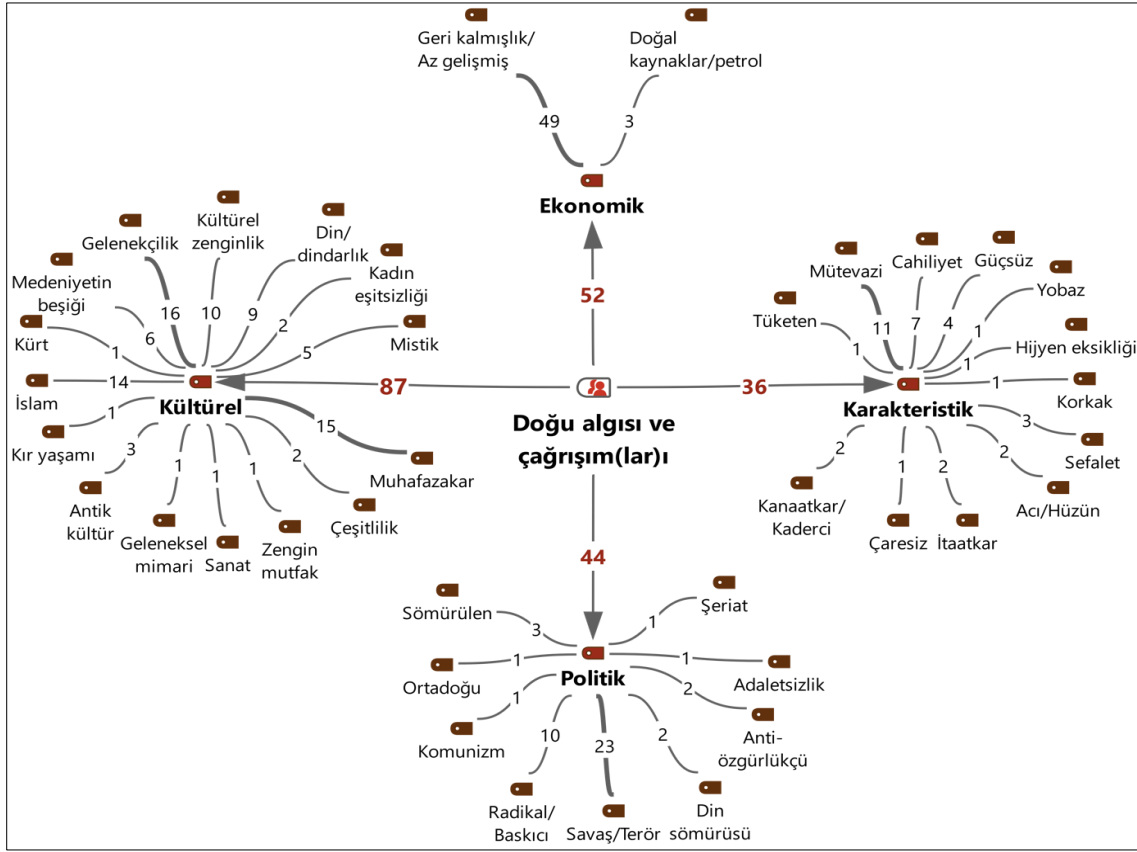 Geri kalmışlık/
Az gelişmiş
Doğal
kaynaklar/petrol
49
3
Ekonomik
52
Kültürel
zenginlik
Gelenekçilik
Din/
dindarlık
Medeniyetin
beşiği
Kadın
eşitsizliği
Kürt
Mistik
İslam
16
10
9
2
6
1
5
14
87
Kültürel
1
15
Kır yaşamı
Muhafazakar
3
1
1
1
2
Antik
kültür
Geleneksel
mimari
Sanat
Zengin
mutfak
Çeşitlilik
Doğu algısı ve
çağrışım(lar)ı
36
Mütevazi
Cahiliyet
Güçsüz
Yobaz
Tüketen
Hijyen eksikliği
11
7
4
1
1
1
1
Korkak
Karakteristik
3
Sefalet
2
1
2
2
Kanaatkar/
Kaderci
Çaresiz
İtaatkar
Acı/Hüzün
44
Sömürülen
Şeriat
3
1
Ortadoğu
1
1
Adaletsizlik
Politik
Komunizm
1
2
Anti-
özgürlükçü
10
23
2
Radikal/
Baskıcı
Savaş/Terör
Din
sömürüsü